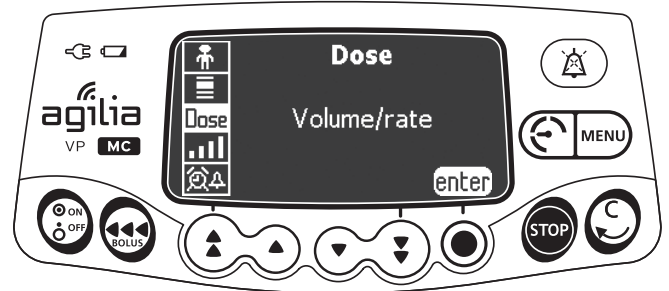 Dose
Dose
Volume/rate
enter
agilia
VP MC
MENU
ON
OFF
BOLUS
STOP
C